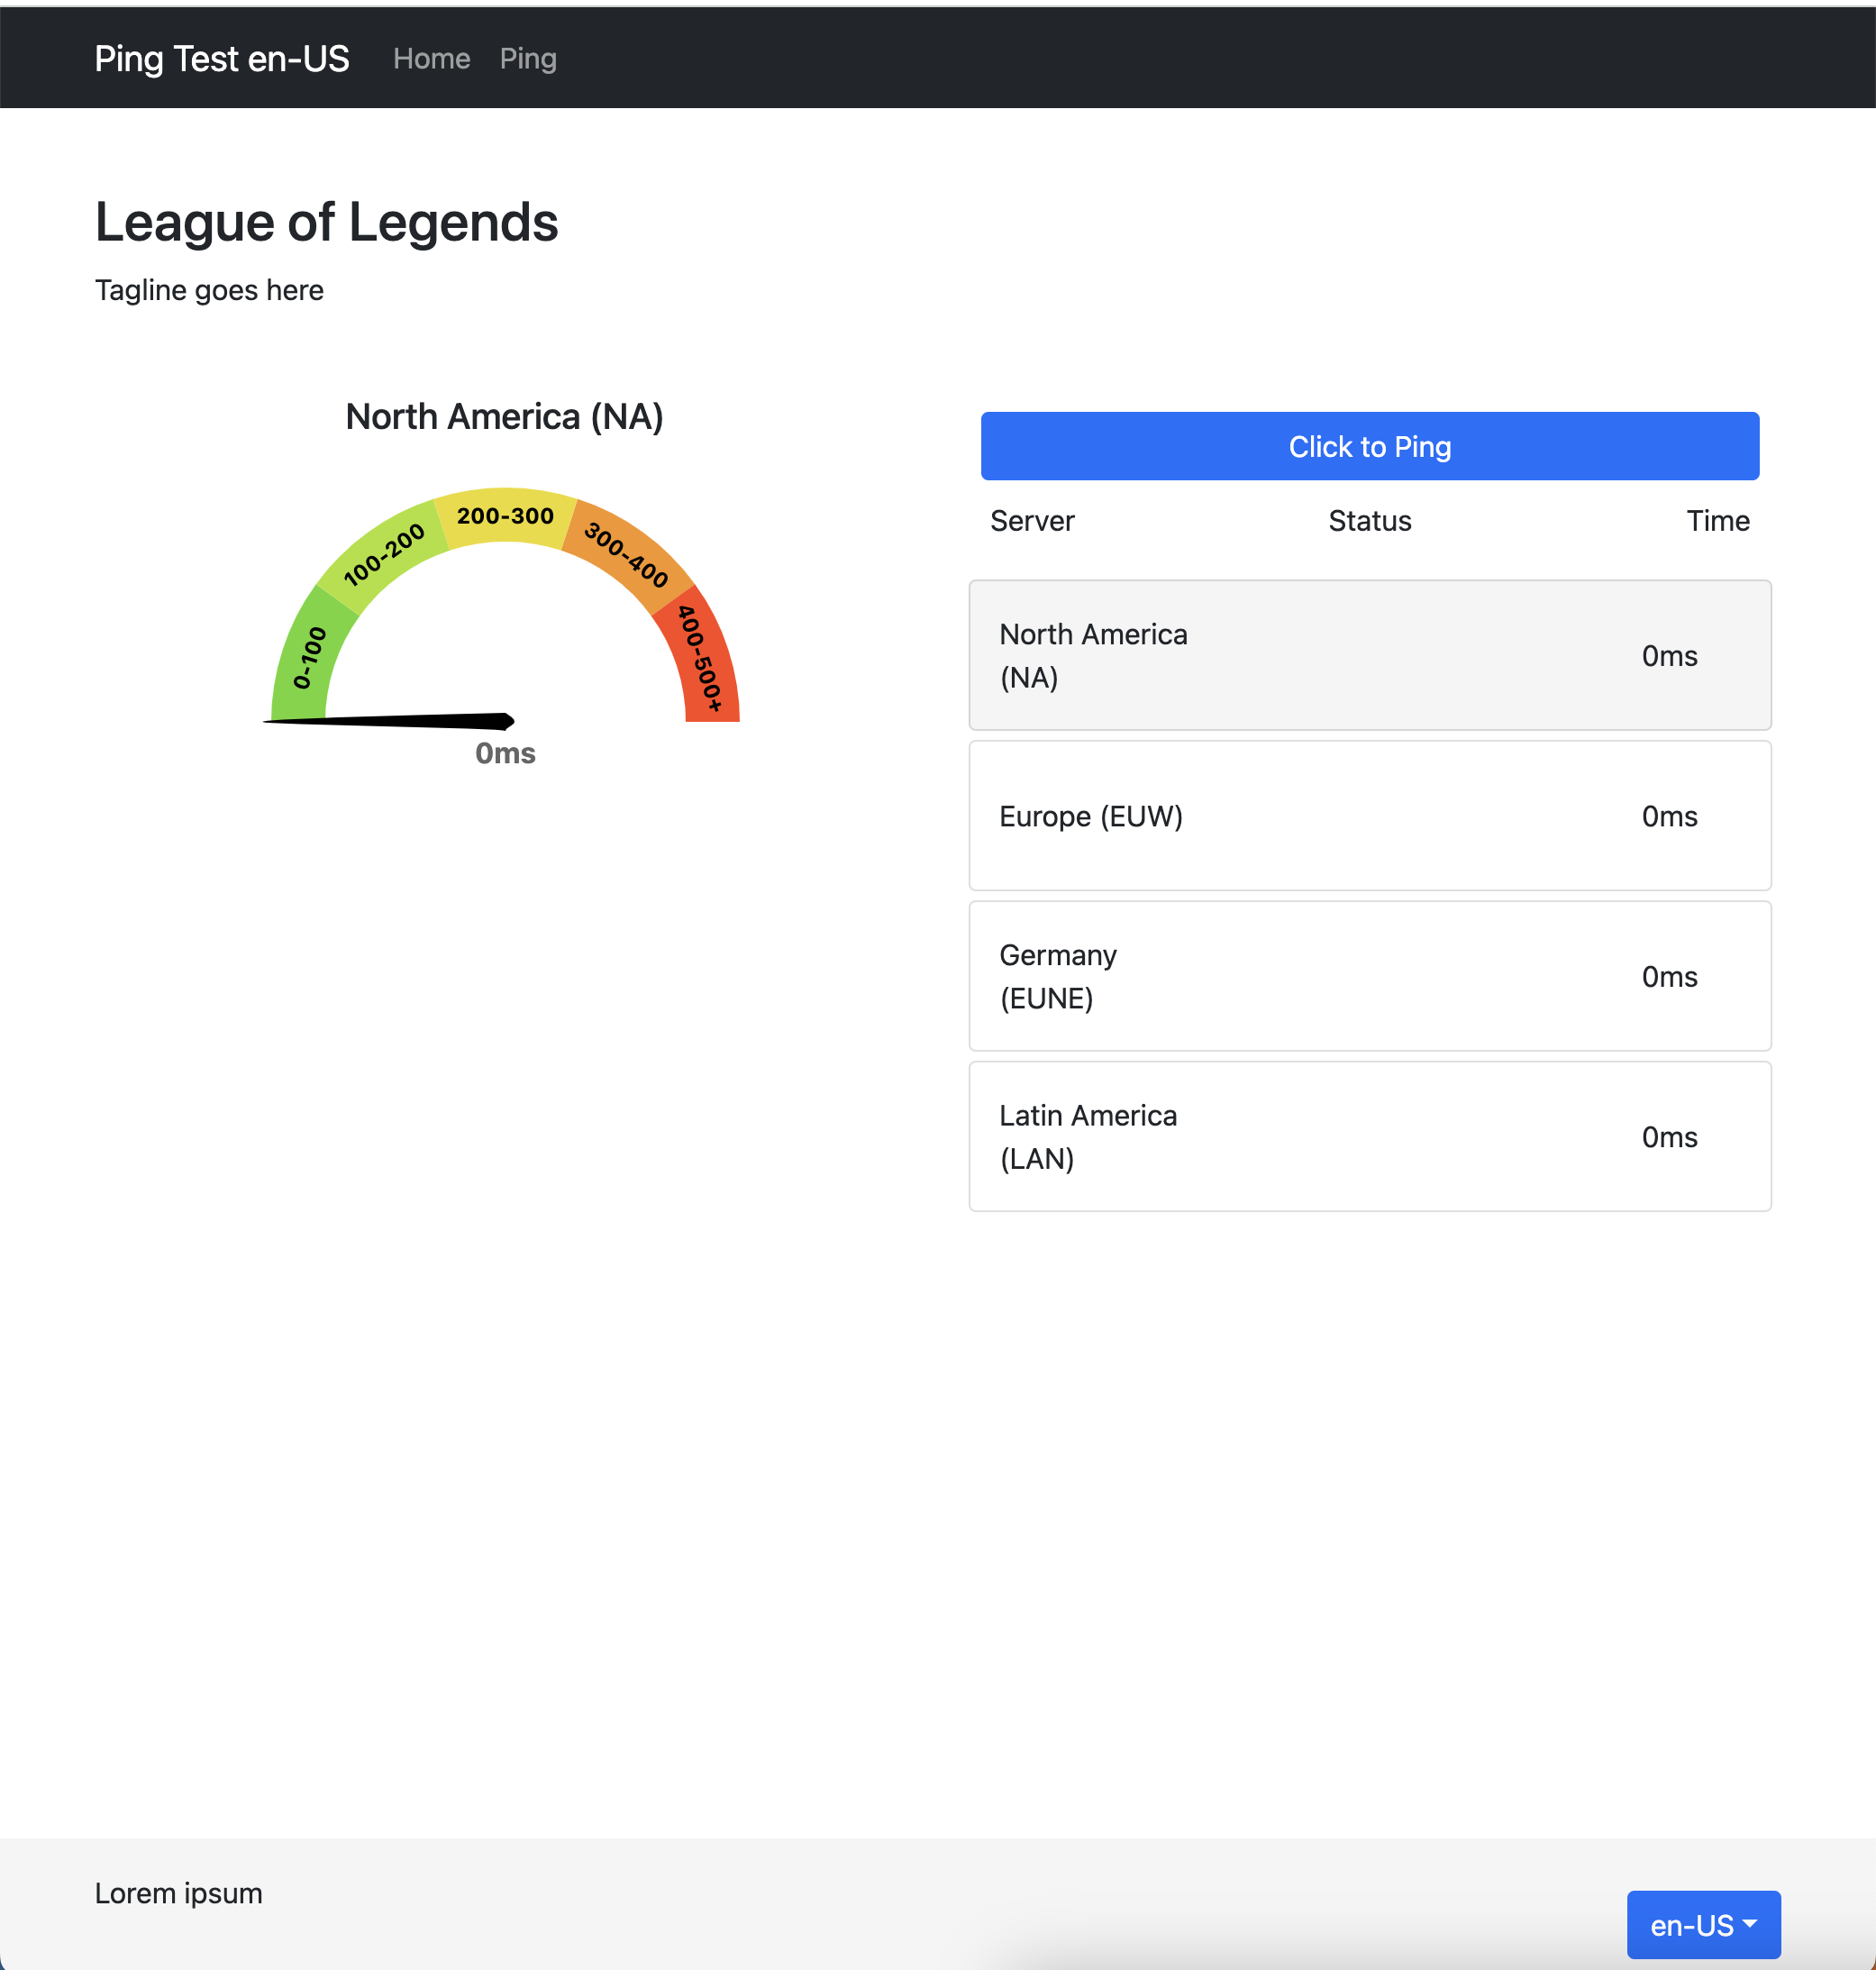 Ping Test en-US Home Ping
League of Legends
Tagline goes here
North America (NA)
0-100
100-200
200-300
300-400
400-500+
0ms
Click to Ping
Server Status Time
North America
(NA)
0ms
Europe (EUW) 0ms
Germany
(EUNE)
0ms
Latin America
(LAN)
0ms
Lorem ipsum
en-US